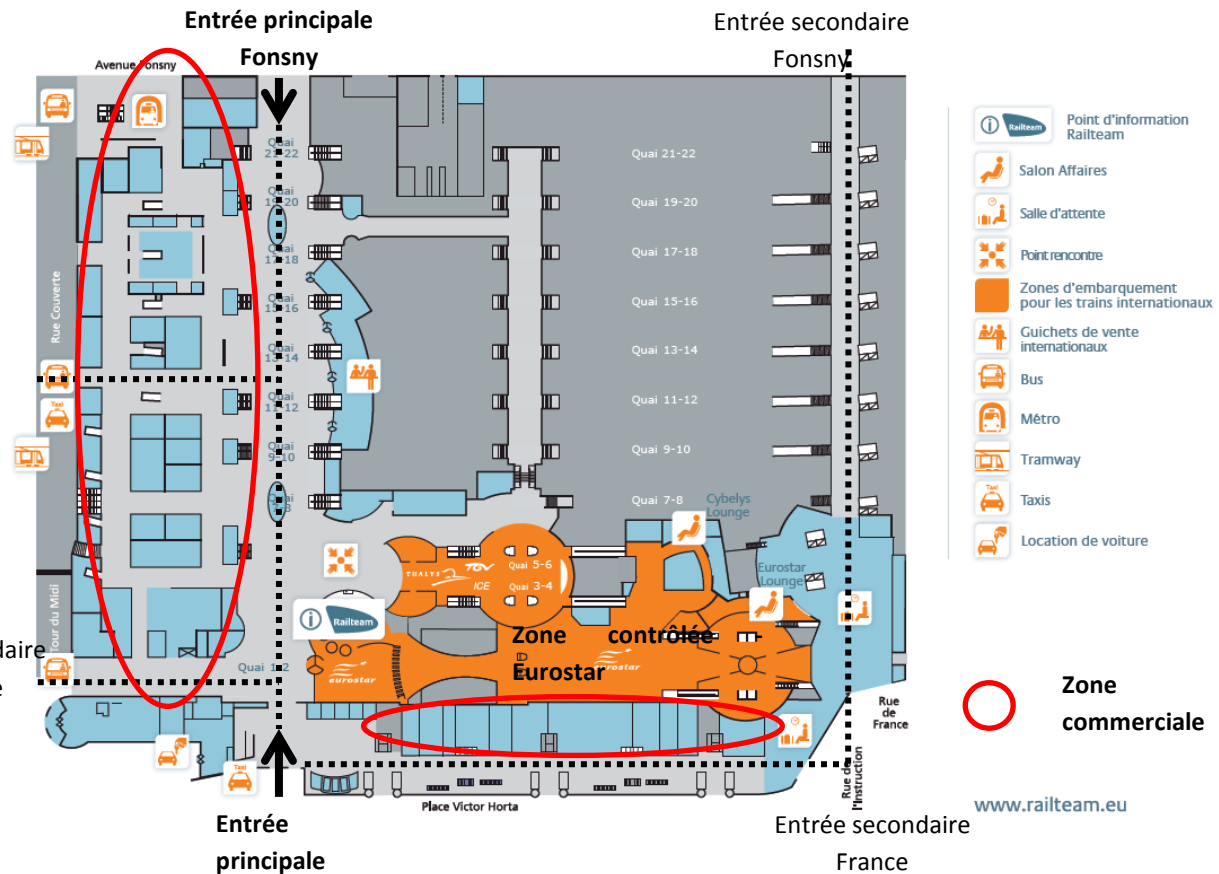 Entrée principale
Fonsny
Entrée secondaire
Fonsny
Avenue Fonsny
Quai
21-22
Quai
19-20
Quai
17-18
Quai
15-16
Quai
13-14
Quai
11-12
Quai
9-10
Quai
7-8
Quai 1-2
Quai 21-22
Quai 19-20
Quai 17-18
Quai 15-16
Quai 13-14
Quai 11-12
Quai 9-10
Quai 7-8
Rue Couverte
Taxi
Tour du Midi
daire
e
Cybelys
Lounge
Eurostar
Lounge
THALYS
TGV
ICE
Quai 5-6
Quai 3-4
i Railteam
Zone contrôlée
Eurostar
eurostar
eurostar
Taxi
Place Victor Horta
Rue de
l'Instruction
Rue
de
France
Entrée
principale
Entrée secondaire
France
i Railteam
Point d'information
Railteam
Salon Affaires
Salle d'attente
Point rencontre
Zones d'embarquement
pour les trains internationaux
Guichets de vente
internationaux
Bus
Métro
Tramway
Taxi
Taxis
Location de voiture
Zone
commerciale
www.railteam.eu